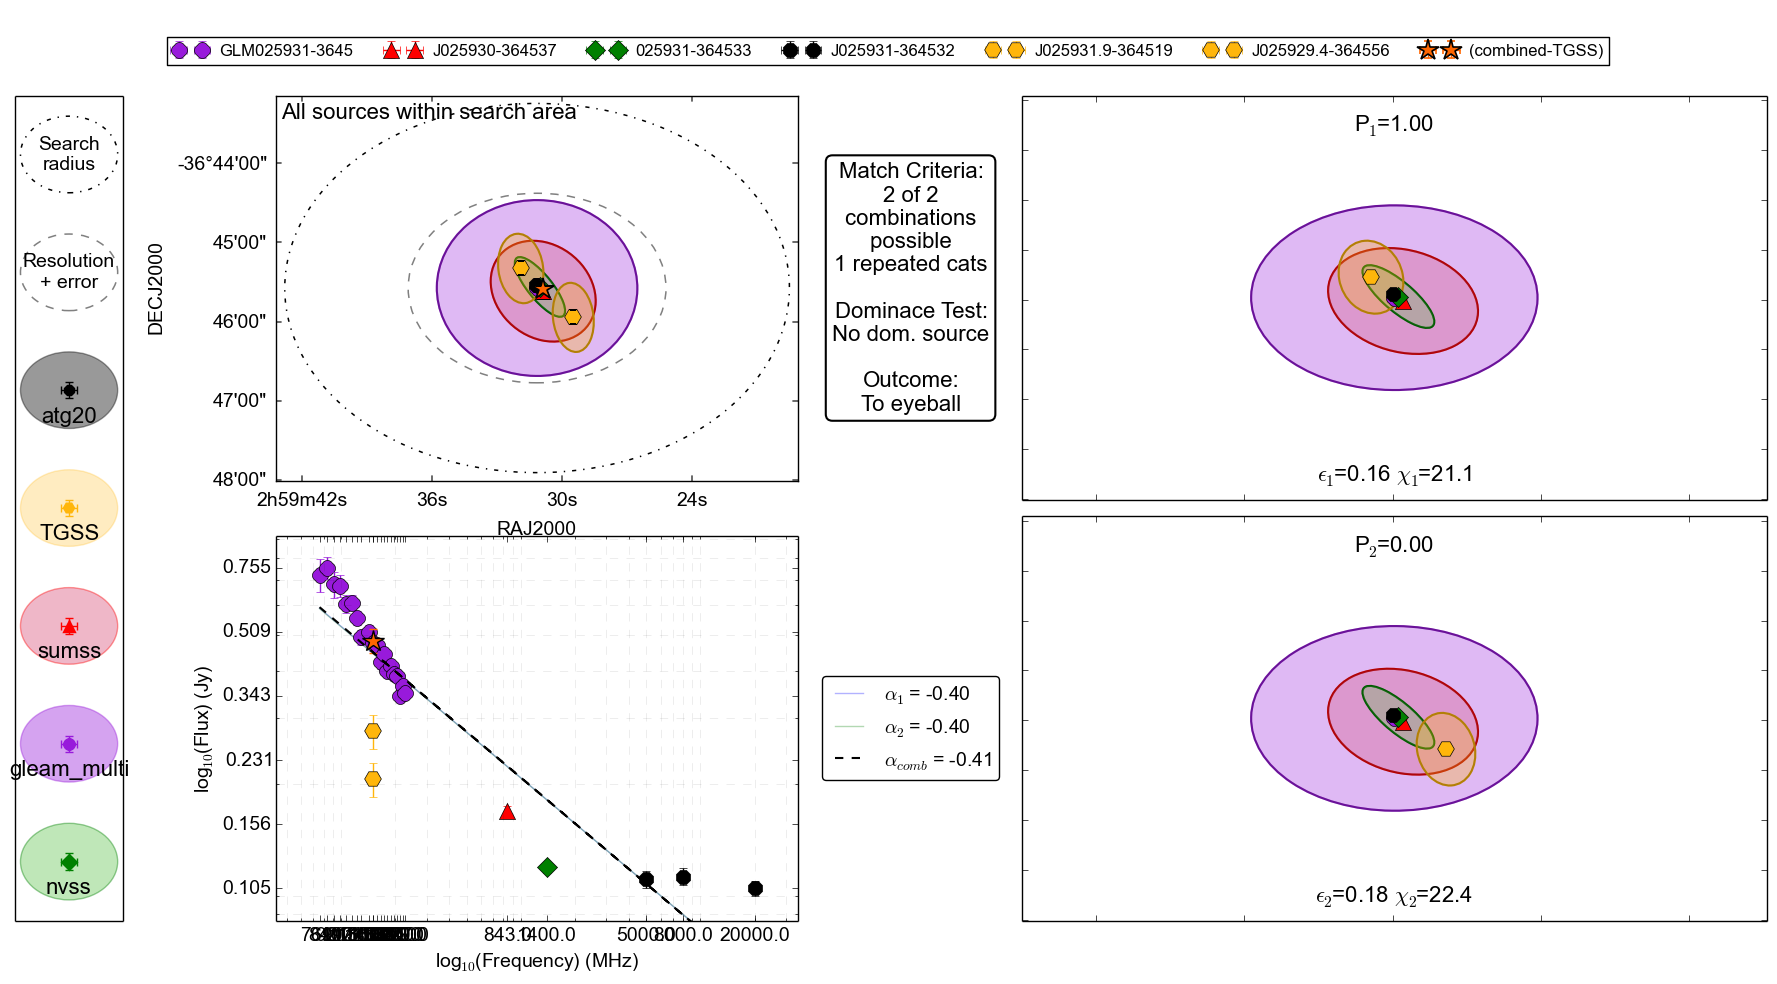 GLM025931-3645 J025930-364537 025931-364533 J025931-364532 J025931.9-364519 J025929.4-364556 (combined-TGSS)
Search
radius
Resolution
+ error
atg20
TGSS
sumss
gleam_multi
nvss
All sources within search area
DECJ2000
-36°44'00"
45'00"
46'00"
47'00"
48'00"
2h59m42s 36s 30s 24s
RAJ2000
Match Criteria:
2 of 2
combinations
possible
1 repeated cats
Dominace Test:
No dom. source
Outcome:
To eyeball
P1=1.00
ϵ1=0.16 χ1=21.1
log10(Flux) (Jy)
0.755
0.509
0.343
0.231
0.156
0.105
843.0 1400.0 5000.0 8000.0 20000.0
log10(Frequency) (MHz)
α1 = -0.40
α2 = -0.40
αcomb = -0.41
P2=0.00
ϵ2=0.18 χ2=22.4